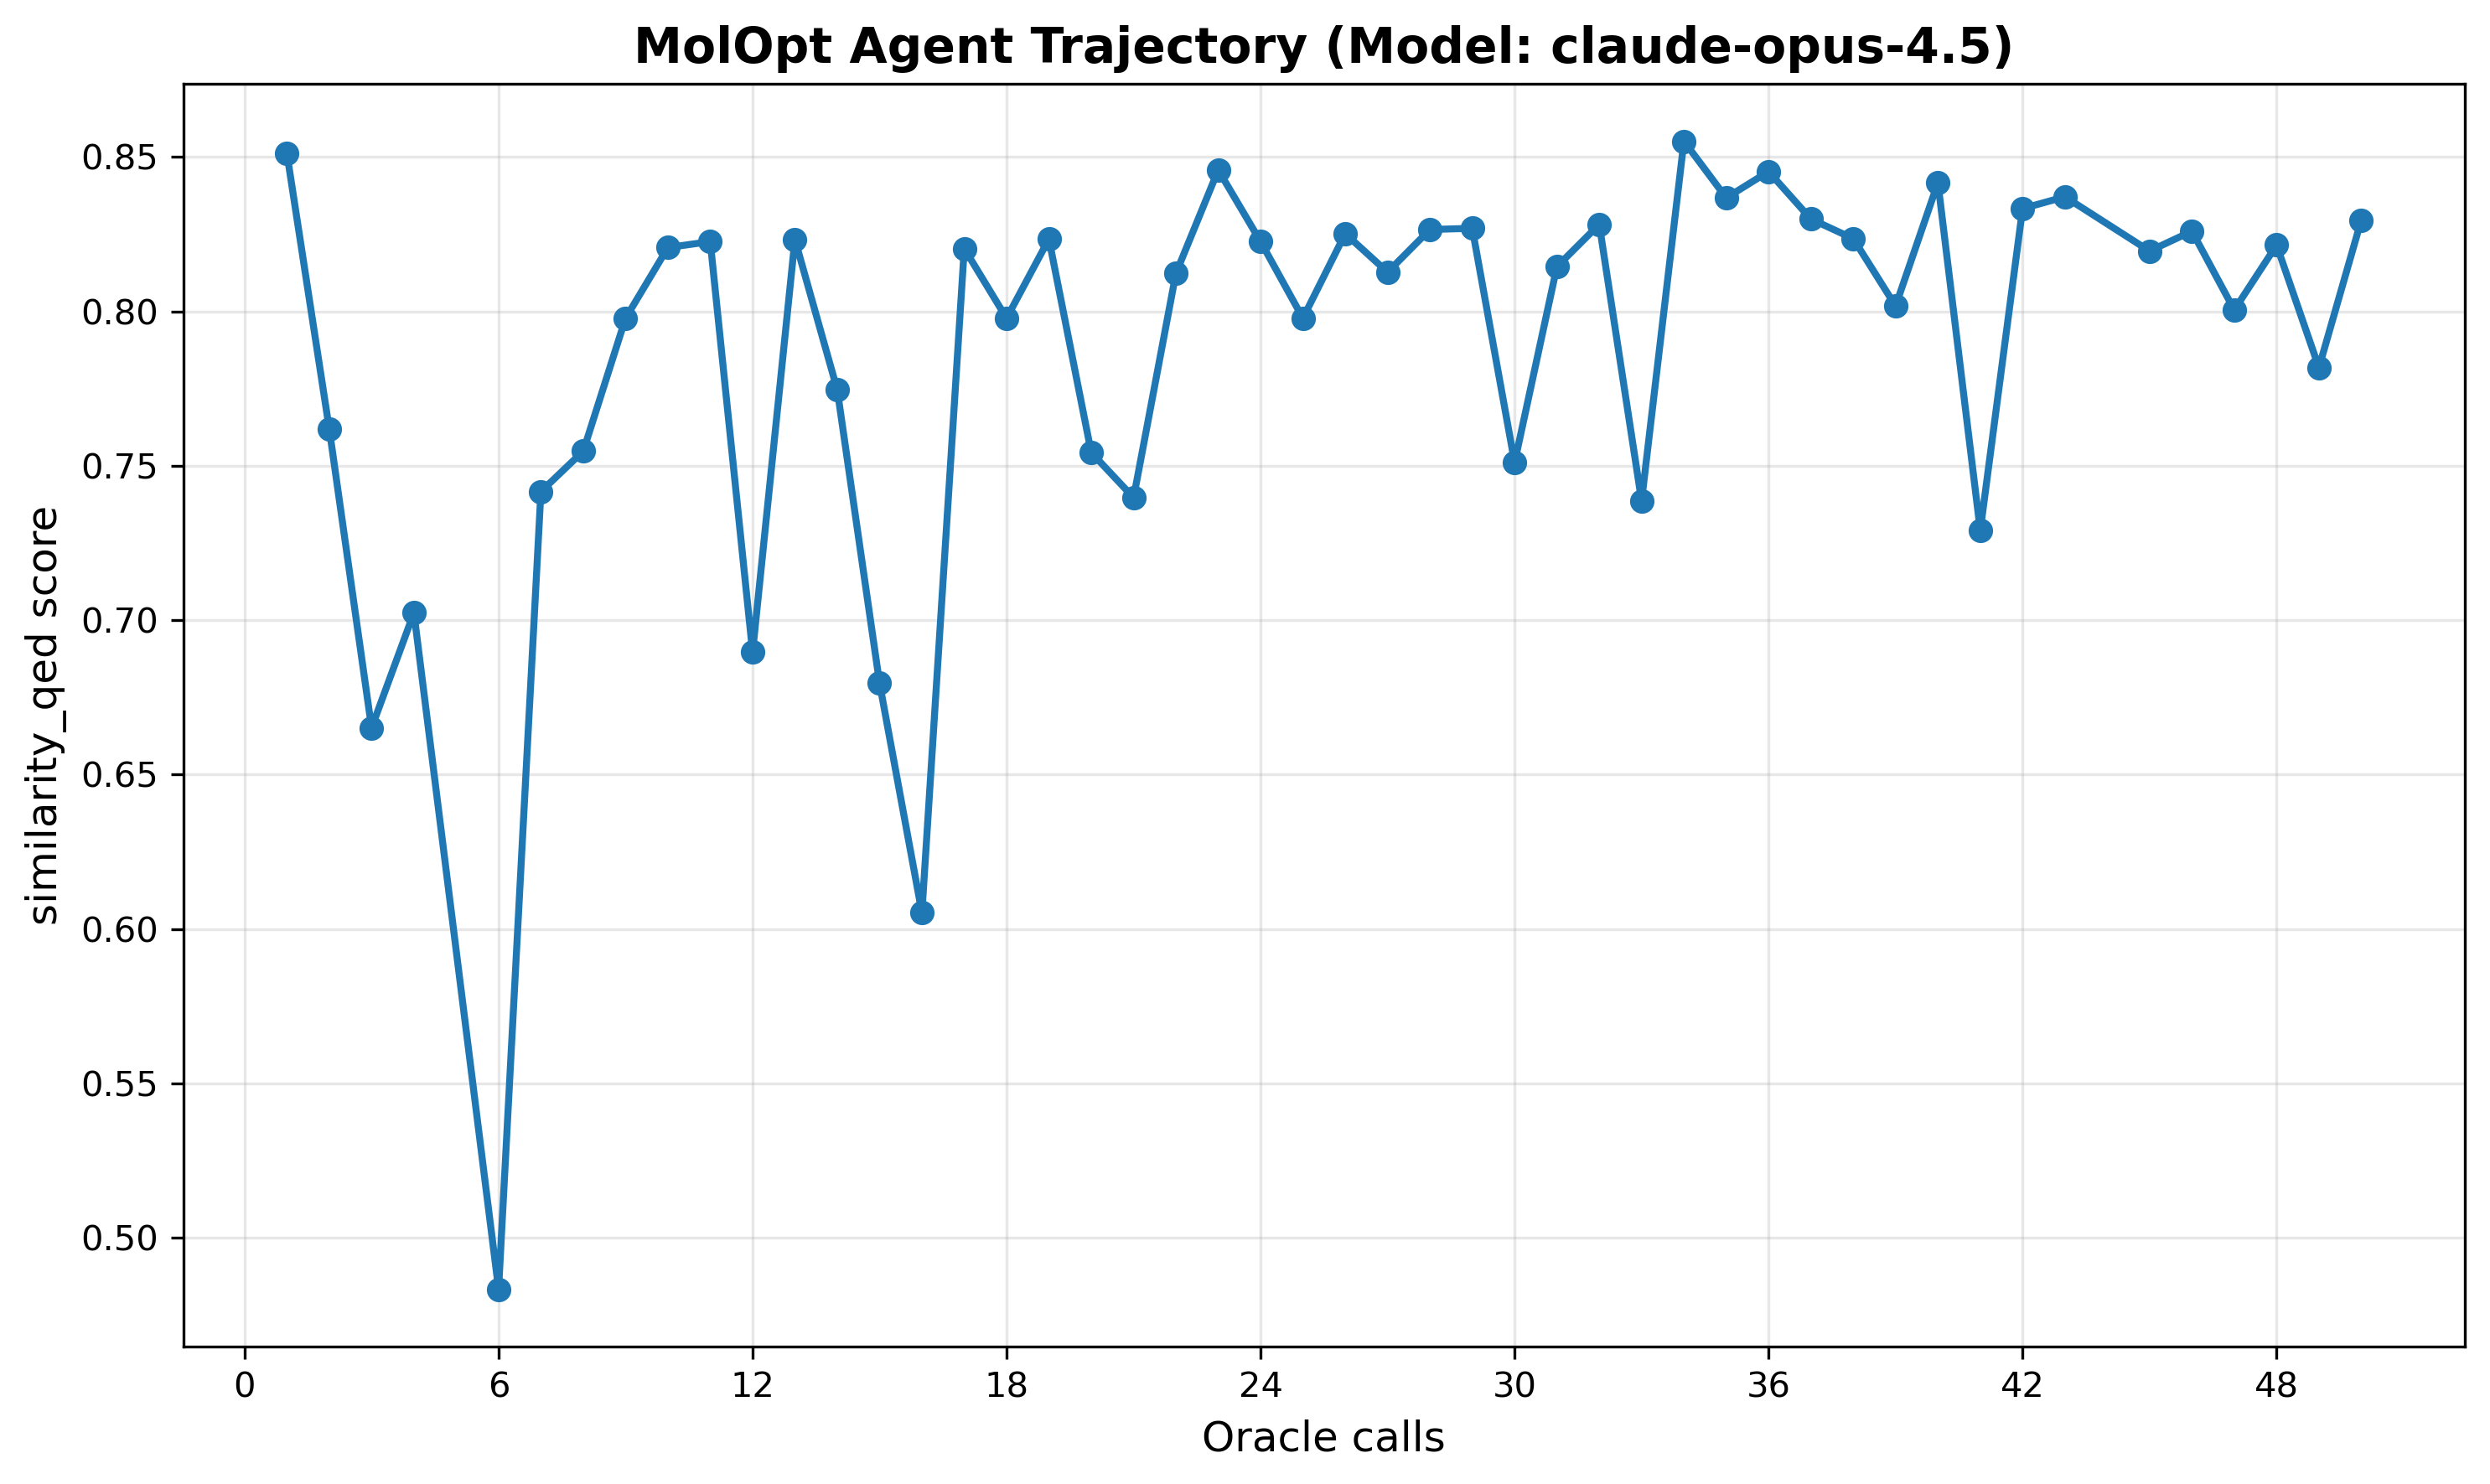 MolOpt Agent Trajectory (Model: claude-opus-4.5)
similarity_qed score
0.85
0.80
0.75
0.70
0.65
0.60
0.55
0.50
0 6 12 18 24 30 36 42 48
Oracle calls